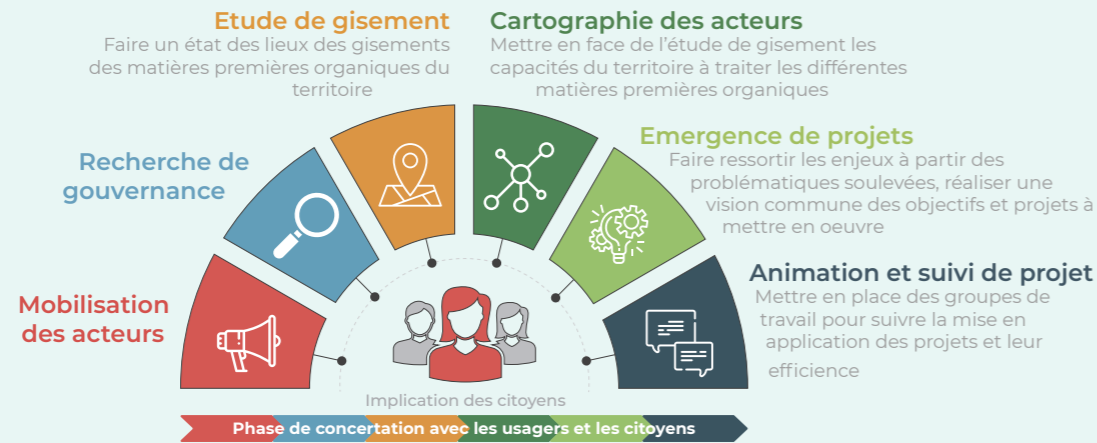 Etude de gisement
Faire un état des lieux des gisements
des matières premières organiques du
territoire
Cartographie des acteurs
Mettre en face de l'étude de gisement les
capacités du territoire à traiter les différentes
matières premières organiques
Recherche de
gouvernance
Emergence de projets
Faire ressortir les enjeux à partir des
problématiques soulevées, réaliser une
vision commune des objectifs et projets à
mettre en oeuvre
Mobilisation
des acteurs
Animation et suivi de projet
Mettre en place des groupes de
travail pour suivre la mise en
application des projets et leur
efficience
Implication des citoyens
Phase de concertation avec les usagers et les citoyens